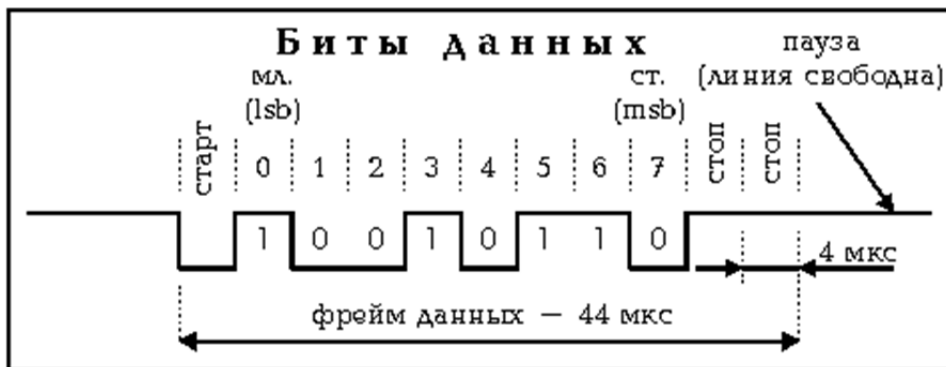 Биты данных
пауза
(линия свободна)
мл.
(lsb)
ст.
(msb)
старт 0 1 2 3 4 5 6 7 стоп стоп
1 0 0 1 0 1 1 0
4 мкс
фрейм данных — 44 мкс